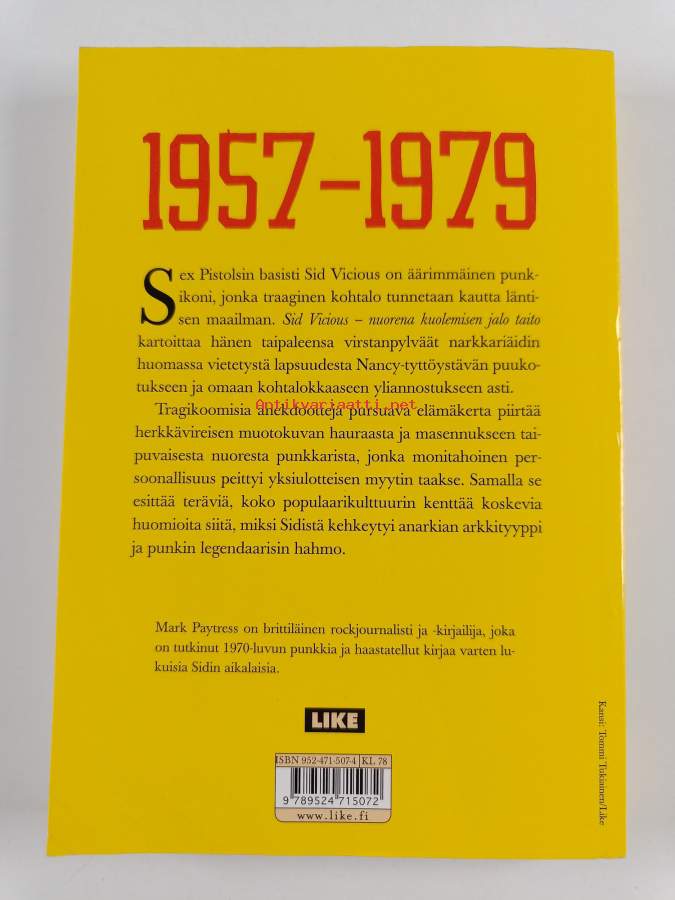 1957–1979
Sex Pistolsin basisti Sid Vicious on äärimmäinen punk-
ikoni, jonka traaginen kohtalo tunnetaan kautta länti-
sen maailman. Sid Vicious – nuorena kuolemisen jalo taito
kartoittaa hänen taipaleensa virstanpylväät narkkariäidin
huomassa vietetystä lapsuudesta Nancy-tyttöystävän puuko-
tukseen ja omaan kohtalokkaaseen yliannostukseen asti.
Antikvariaatti.net
Tragikoomisia anekdootteja pursuava elämäkerta piirtää
herkkävireisen muotokuvan hauraasta ja masennukseen tai-
puvaisesta nuoresta punkkarista, jonka monitahoinen per-
soonallisuus peittyi yksiulotteisen myytin taakse. Samalla se
esittää teräviä, koko populaarikulttuurin kenttää koskevia
huomioita siitä, miksi Sidistä kehkeytyi anarkian arkkityyppi
ja punkin legendaarisin hahmo.
Mark Paytress on brittiläinen rockjournalisti ja -kirjailija, joka
on tutkinut 1970-luvun punkkia ja haastatellut kirjaa varten lu-
kuisia Sidin aikalaisia.
LIKE
ISBN 952-471-507-4 KL 78
9 789524 715072
www.like.fi
Kansi: Tommi Tukiainen/Like